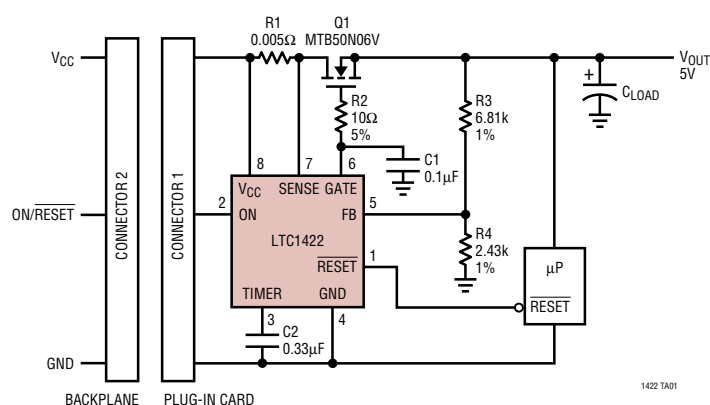 R1
0.005Ω
Q1
MTB50N06V
VCC
VOUT
5V
+
CLOAD
R2
10Ω
5%
R3
6.81k
1%
C1
0.1µF
8
7
6
VCC
SENSE
GATE
CONNECTOR 2
CONNECTOR 1
ON/RESET
2
ON
FB
5
LTC1422
R4
2.43k
1%
RESET
1
µP
RESET
TIMER
GND
3
4
C2
0.33µF
GND
BACKPLANE
PLUG-IN CARD
1422 TA01